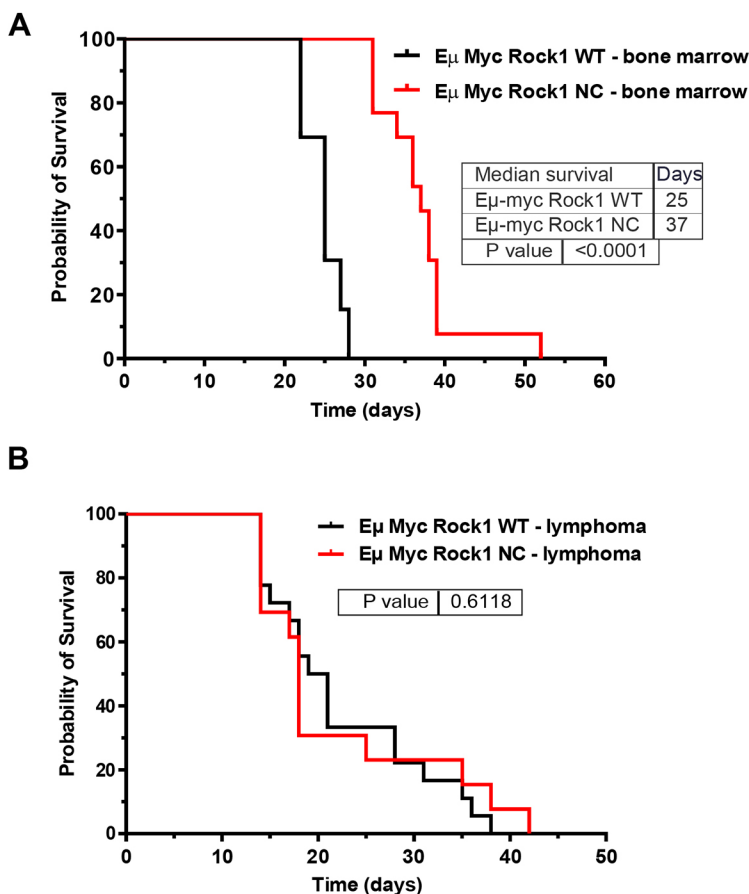 A
Eμ Myc Rock1 WT - bone marrow
Eμ Myc Rock1 NC - bone marrow
Median survival Days
Eμ-myc Rock1 WT 25
Eμ-myc Rock1 NC 37
P value <0.0001
Probability of Survival
100
80
60
40
20
0
0 10 20 30 40 50 60
Time (days)
B
Eμ Myc Rock1 WT - lymphoma
Eμ Myc Rock1 NC - lymphoma
P value 0.6118
Probability of Survival
100
80
60
40
20
0
0 10 20 30 40 50
Time (days)